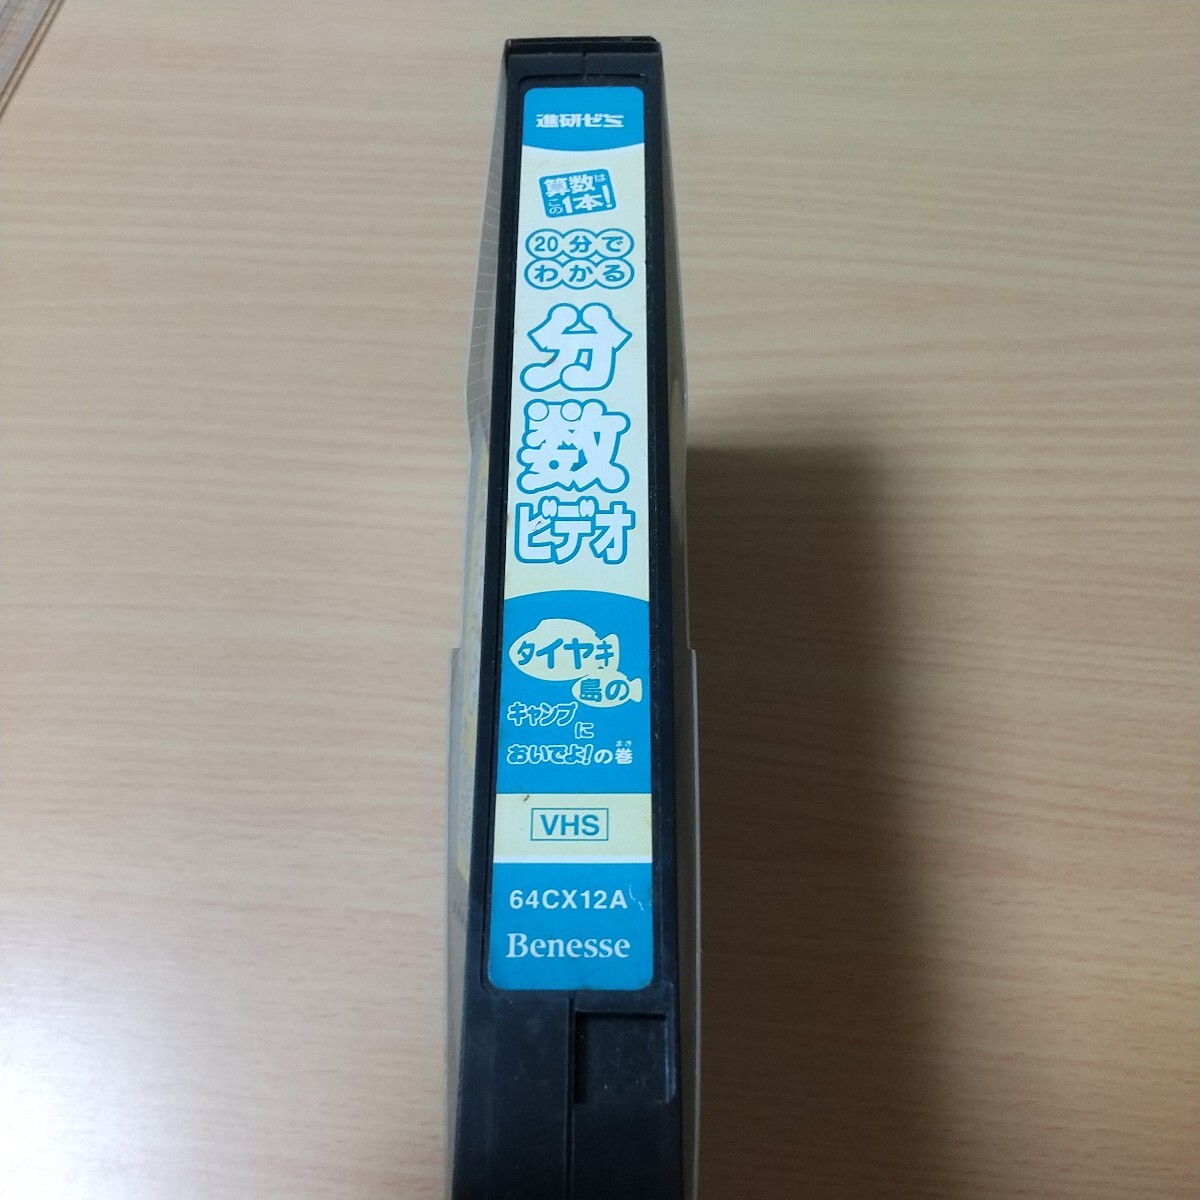 進研ゼミ
算数は
この1本!
20分で
わかる
分
数
ビデオ
タイヤキ
島の
キャンプ
に
おいでよ!の巻
まき
VHS
64CX12A
Benesse